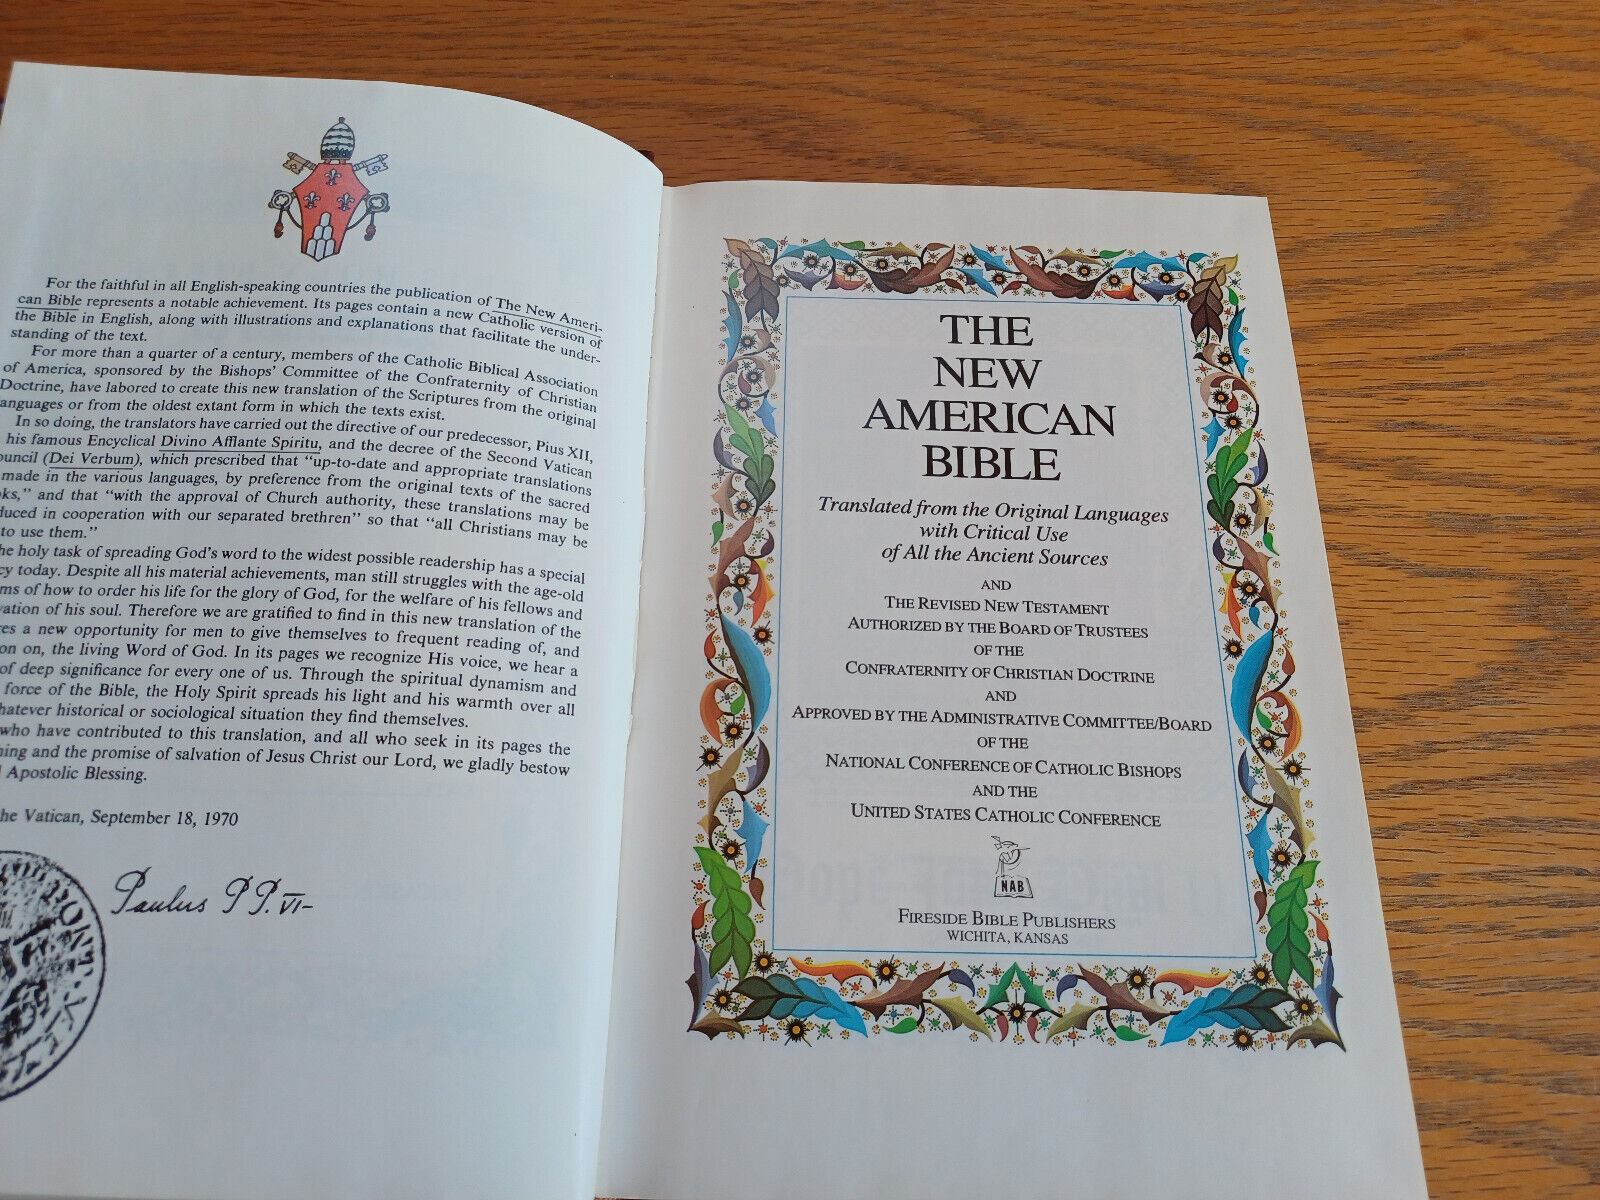 For the faithful in all English-speaking countries the publication of The New Ameri-
can Bible represents a notable achievement. Its pages contain a new Catholic version of
the Bible in English, along with illustrations and explanations that facilitate the under-
standing of the text.
For more than a quarter of a century, members of the Catholic Biblical Association
of America, sponsored by the Bishops' Committee of the Confraternity of Christian
Doctrine, have labored to create this new translation of the Scriptures from the original
anguages or from the oldest extant form in which the texts exist.
In so doing, the translators have carried out the directive of our predecessor, Pius XII,
his famous Encyclical Divino Afflante Spiritu, and the decree of the Second Vatican
ouncil (Dei Verbum), which prescribed that "up-to-date and appropriate translations
made in the various languages, by preference from the original texts of the sacred
oks," and that "with the approval of Church authority, these translations may be
duced in cooperation with our separated brethren" so that "all Christians may be
to use them."
he holy task of spreading God's word to the widest possible readership has a special
cy today. Despite all his material achievements, man still struggles with the age-old
ms of how to order his life for the glory of God, for the welfare of his fellows and
vation of his soul. Therefore we are gratified to find in this new translation of the
res a new opportunity for men to give themselves to frequent reading of, and
on on, the living Word of God. In its pages we recognize His voice, we hear a
of deep significance for every one of us. Through the spiritual dynamism and
force of the Bible, the Holy Spirit spreads his light and his warmth over all
hatever historical or sociological situation they find themselves.
who have contributed to this translation, and all who seek in its pages the
ning and the promise of salvation of Jesus Christ our Lord, we gladly bestow
Apostolic Blessing.
he Vatican, September 18, 1970
Paulus P P. VI
THE
NEW
AMERICAN
BIBLE
Translated from the Original Languages
with Critical Use
of All the Ancient Sources
AND
THE REVISED NEW TESTAMENT
AUTHORIZED BY THE BOARD OF TRUSTEES
OF THE
CONFRATERNITY OF CHRISTIAN DOCTRINE
AND
APPROVED BY THE ADMINISTRATIVE COMMITTEE/BOARD
OF THE
NATIONAL CONFERENCE OF CATHOLIC BISHOPS
AND THE
UNITED STATES CATHOLIC CONFERENCE
NAB
FIRESIDE BIBLE PUBLISHERS
WICHITA, KANSAS